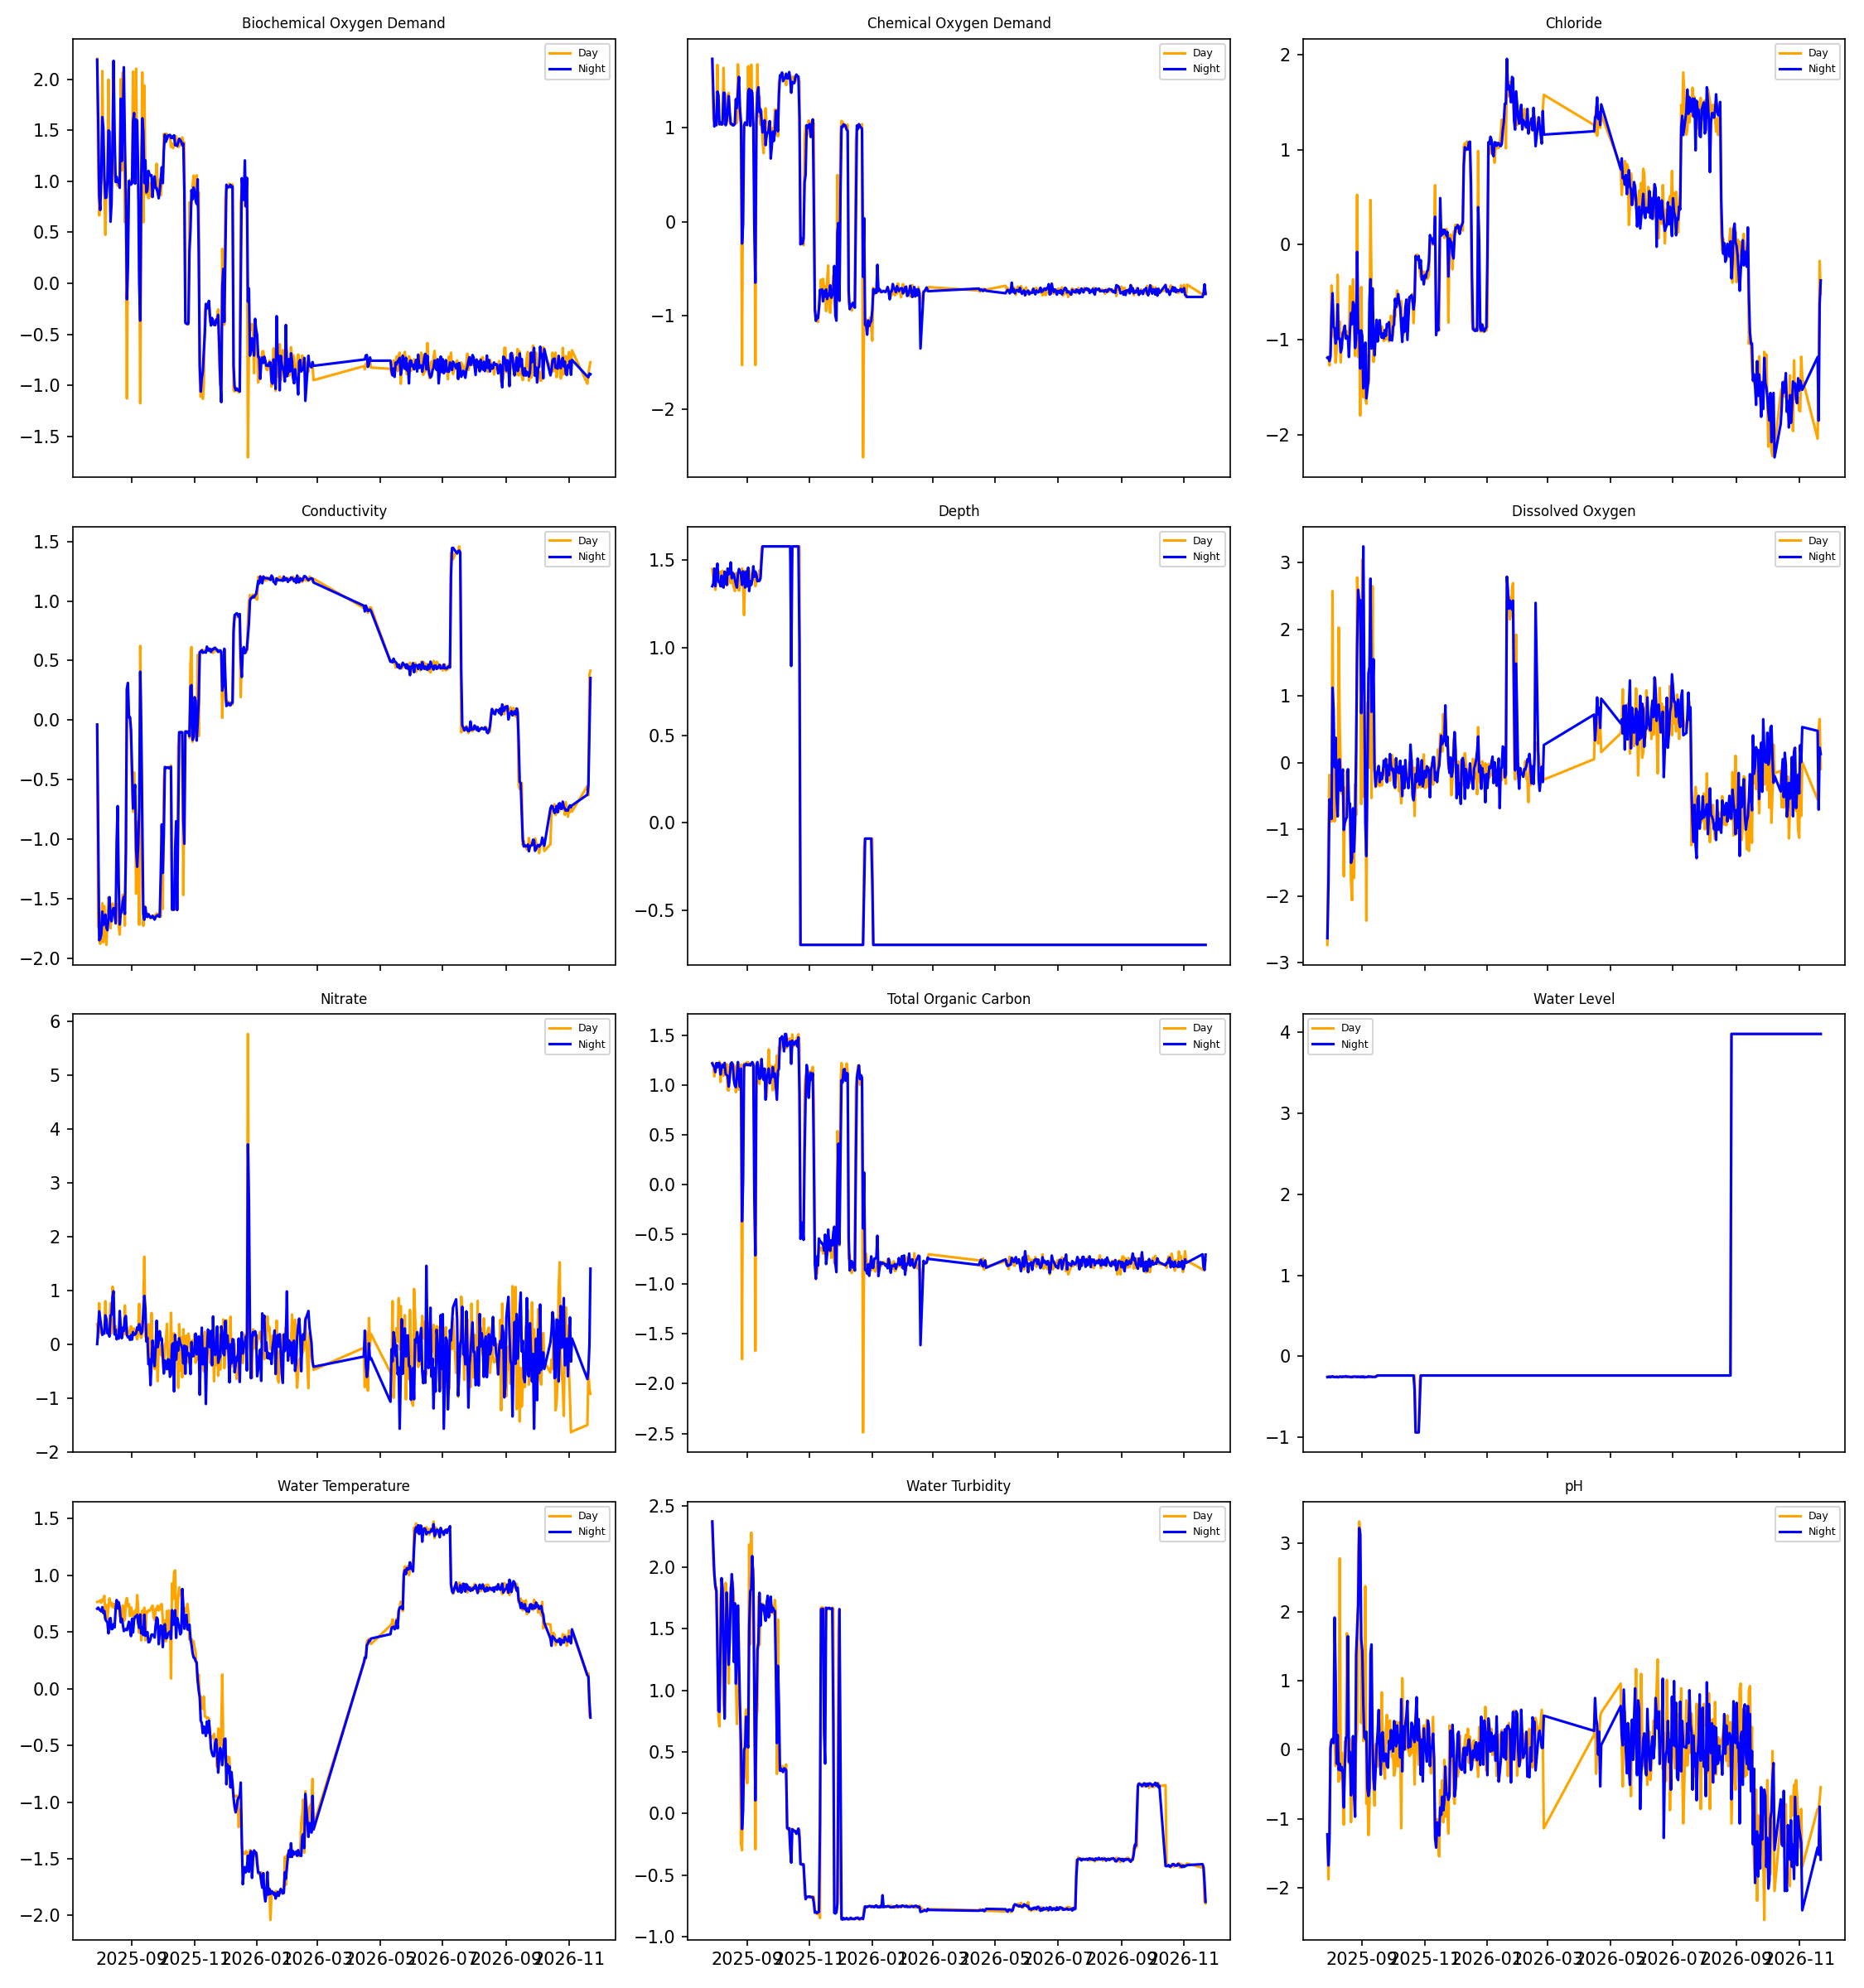 Biochemical Oxygen Demand
Day
Night
2.0
1.5
1.0
0.5
0.0
−0.5
−1.0
−1.5
Chemical Oxygen Demand
Day
Night
1
0
−1
−2
Chloride
Day
Night
2
1
0
−1
−2
Conductivity
Day
Night
1.5
1.0
0.5
0.0
−0.5
−1.0
−1.5
−2.0
Depth
Day
Night
1.5
1.0
0.5
0.0
−0.5
Dissolved Oxygen
Day
Night
3
2
1
0
−1
−2
−3
Nitrate
Day
Night
6
5
4
3
2
1
0
−1
−2
Total Organic Carbon
Day
Night
1.5
1.0
0.5
0.0
−0.5
−1.0
−1.5
−2.0
−2.5
Water Level
Day
Night
4
3
2
1
0
−1
Water Temperature
Day
Night
1.5
1.0
0.5
0.0
−0.5
−1.0
−1.5
−2.0
2025-09 2025-11 2026-01 2026-03 2026-05 2026-07 2026-09 2026-11
Water Turbidity
Day
Night
2.5
2.0
1.5
1.0
0.5
0.0
−0.5
−1.0
2025-09 2025-11 2026-01 2026-03 2026-05 2026-07 2026-09 2026-11
pH
Day
Night
3
2
1
0
−1
−2
2025-09 2025-11 2026-01 2026-03 2026-05 2026-07 2026-09 2026-11